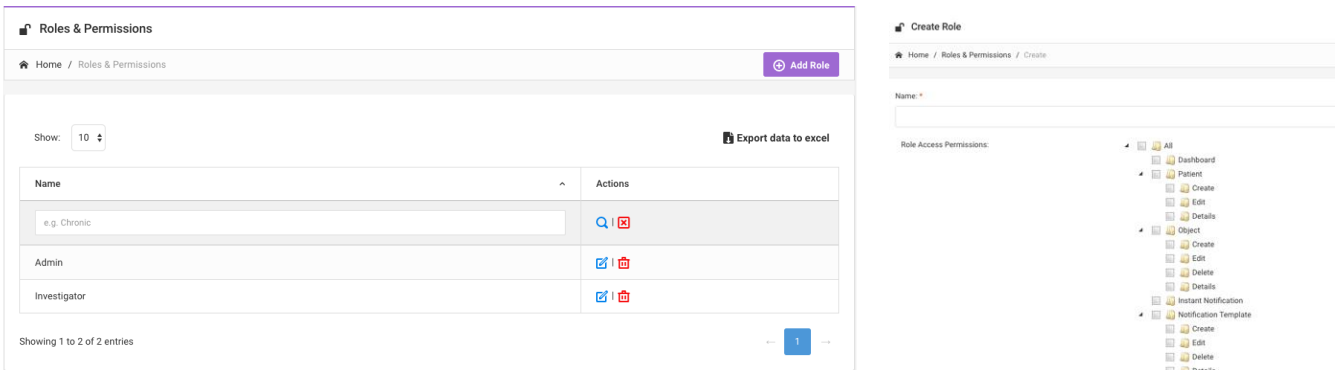 Roles & Permissions
Home / Roles & Permissions
Add Role
Show: 10
Export data to excel
Name
Actions
e.g. Chronic
|
Admin
|
Investigator
|
Showing 1 to 2 of 2 entries
← 1 →
Create Role
Home / Roles & Permissions / Create
Name: *
Role Access Permissions:
All
Dashboard
Patient
Create
Edit
Details
Object
Create
Edit
Delete
Details
Instant Notification
Notification Template
Create
Edit
Delete
Details